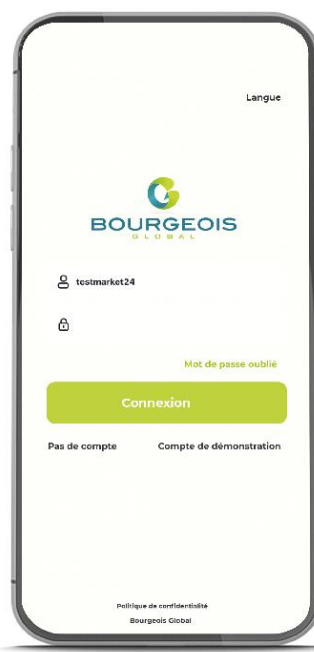 Langue
BOURGEOIS
GLOBAL
testmarket24
Mot de passe oublié
Connexion
Pas de compte Compte de démonstration
Politique de confidentialité
Bourgeois Global